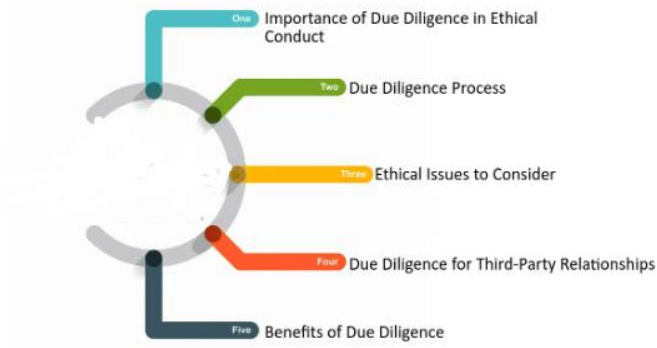 One
Importance of Due Diligence in Ethical
Conduct
Two
Due Diligence Process
Three
Ethical Issues to Consider
Four
Due Diligence for Third-Party Relationships
Five
Benefits of Due Diligence